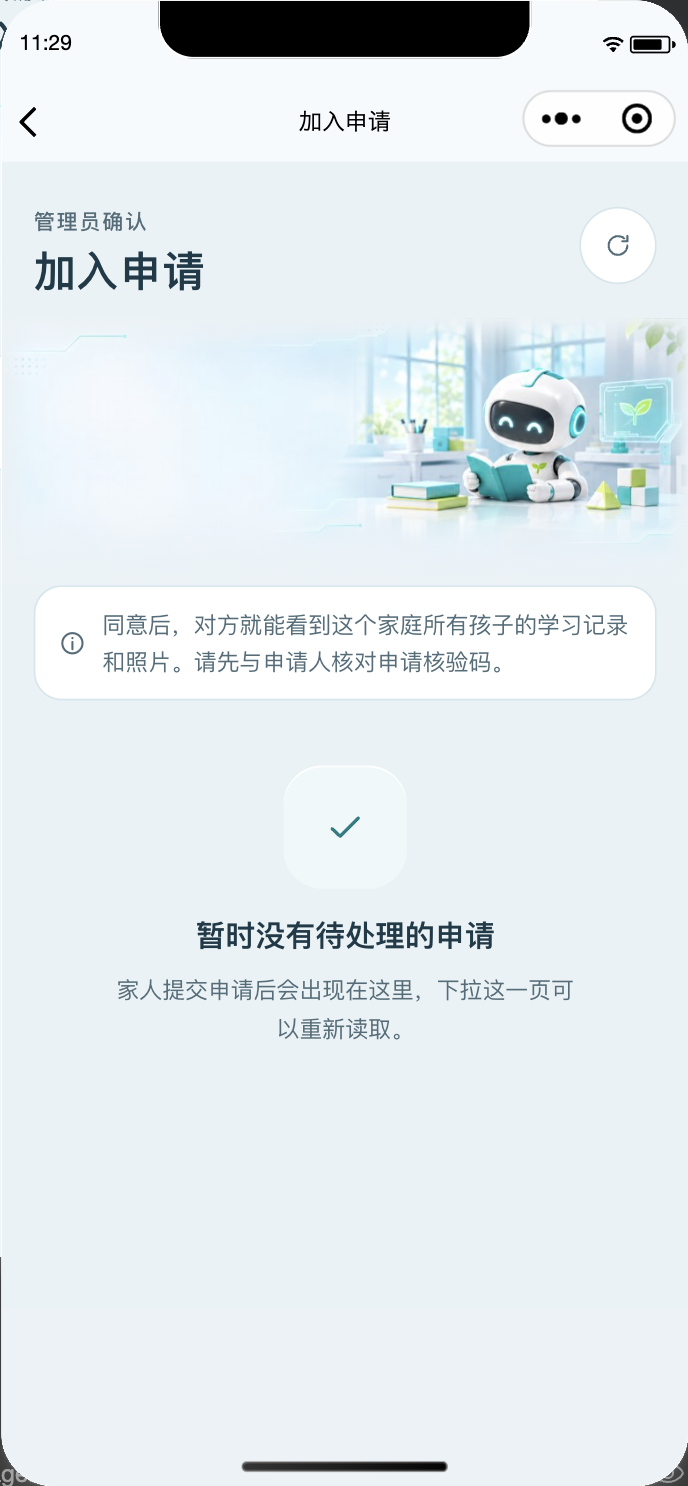 11:29
加入申请
管理员确认
加入申请
同意后，对方就能看到这个家庭所有孩子的学习记录
和照片。请先与申请人核对申请核验码。
暂时没有待处理的申请
家人提交申请后会出现在这里，下拉这一页可
以重新读取。